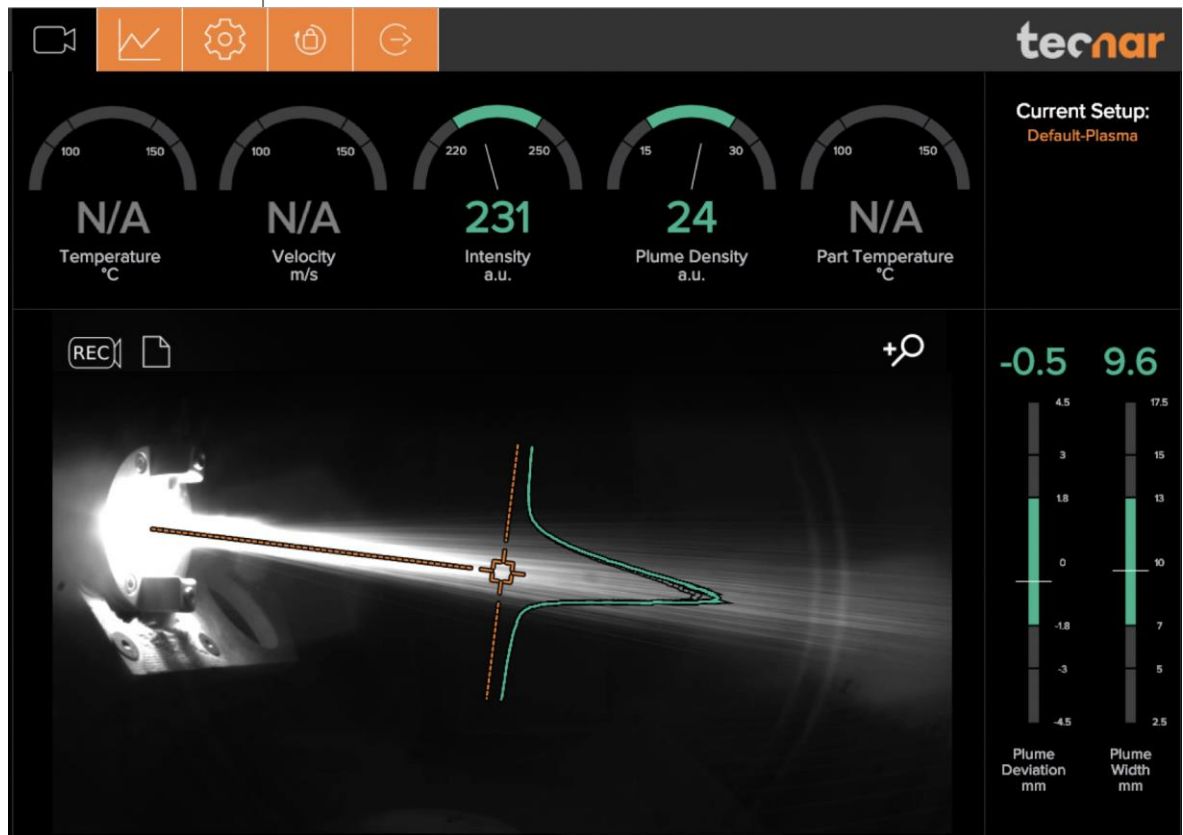 tecnar
Current Setup:
Default-Plasma
100 150
N/A
Temperature
°C
100 150
N/A
Velocity
m/s
220 250
231
Intensity
a.u.
15 30
24
Plume Density
a.u.
100 150
N/A
Part Temperature
°C
REC
+
-0.5
4.5
3
1.8
0
-1.8
-3
-4.5
Plume
Deviation
mm
9.6
17.5
15
13
10
7
5
2.5
Plume
Width
mm